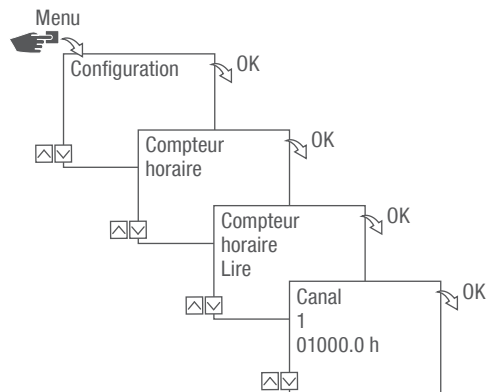 Menu
Configuration
OK
Compteur
horaire
OK
Compteur
horaire
Lire
OK
Canal
1
01000.0 h
OK